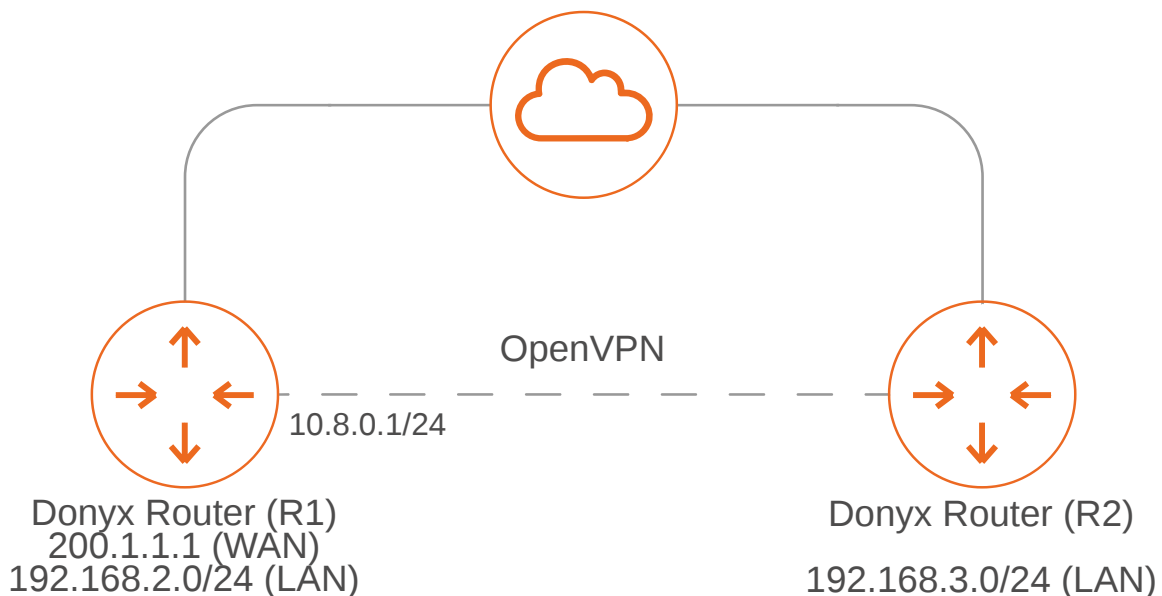 OpenVPN
10.8.0.1/24
Donyx Router (R1)
200.1.1.1 (WAN)
192.168.2.0/24 (LAN)
Donyx Router (R2)
192.168.3.0/24 (LAN)